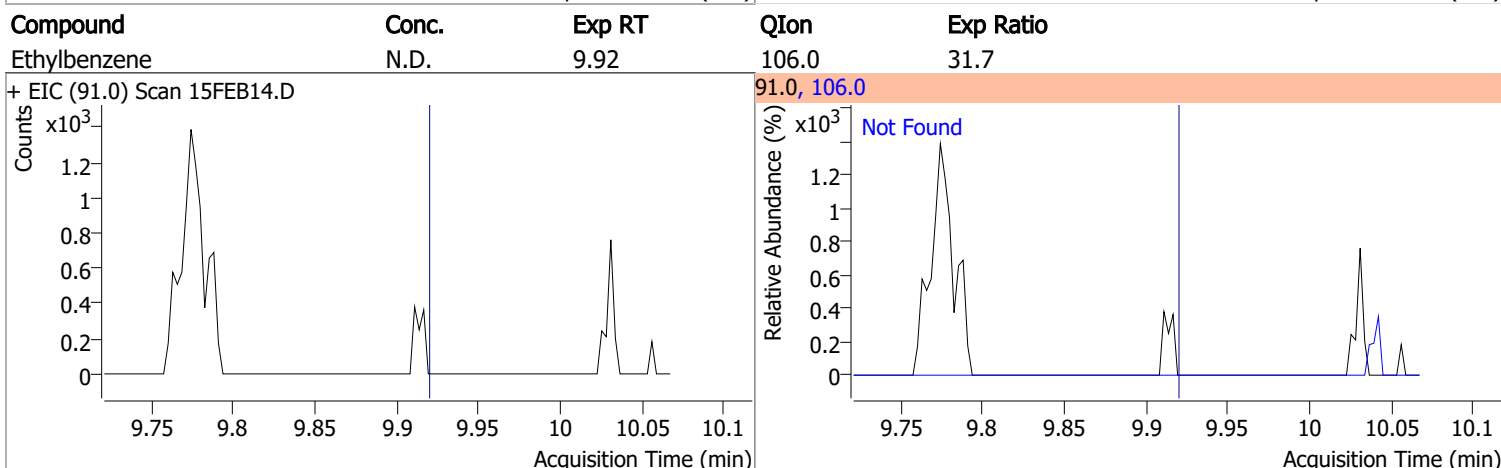 Compound Conc. Exp RT QIon Exp Ratio
Ethylbenzene N.D. 9.92 106.0 31.7
+ EIC (91.0) Scan 15FEB14.D
Counts
x10³
1.2
1
0.8
0.6
0.4
0.2
0
9.75 9.8 9.85 9.9 9.95 10 10.05 10.1
Acquisition Time (min)
91.0, 106.0
Relative Abundance (%)
x10³
Not Found
1.2
1
0.8
0.6
0.4
0.2
0
9.75 9.8 9.85 9.9 9.95 10 10.05 10.1
Acquisition Time (min)